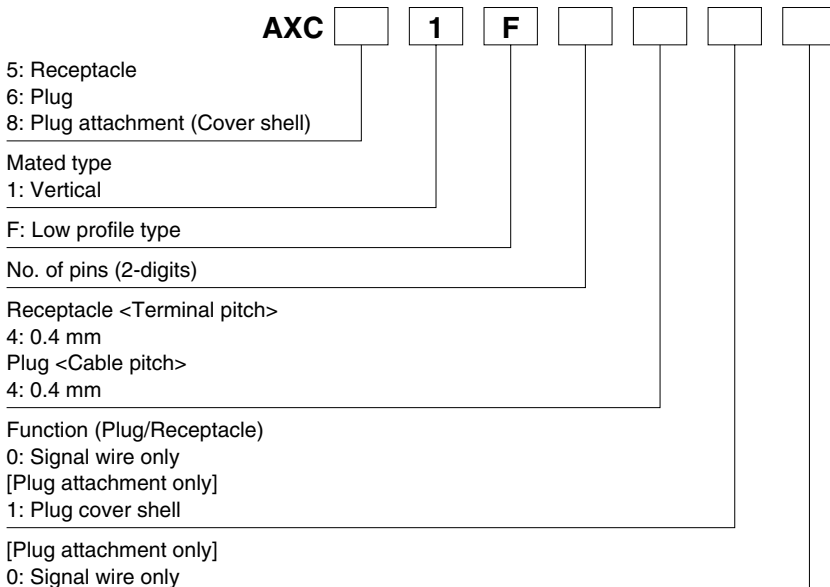 AXC 1 F
5: Receptacle
6: Plug
8: Plug attachment (Cover shell)
Mated type
1: Vertical
F: Low profile type
No. of pins (2-digits)
Receptacle <Terminal pitch>
4: 0.4 mm
Plug <Cable pitch>
4: 0.4 mm
Function (Plug/Receptacle)
0: Signal wire only
[Plug attachment only]
1: Plug cover shell
[Plug attachment only]
0: Signal wire only